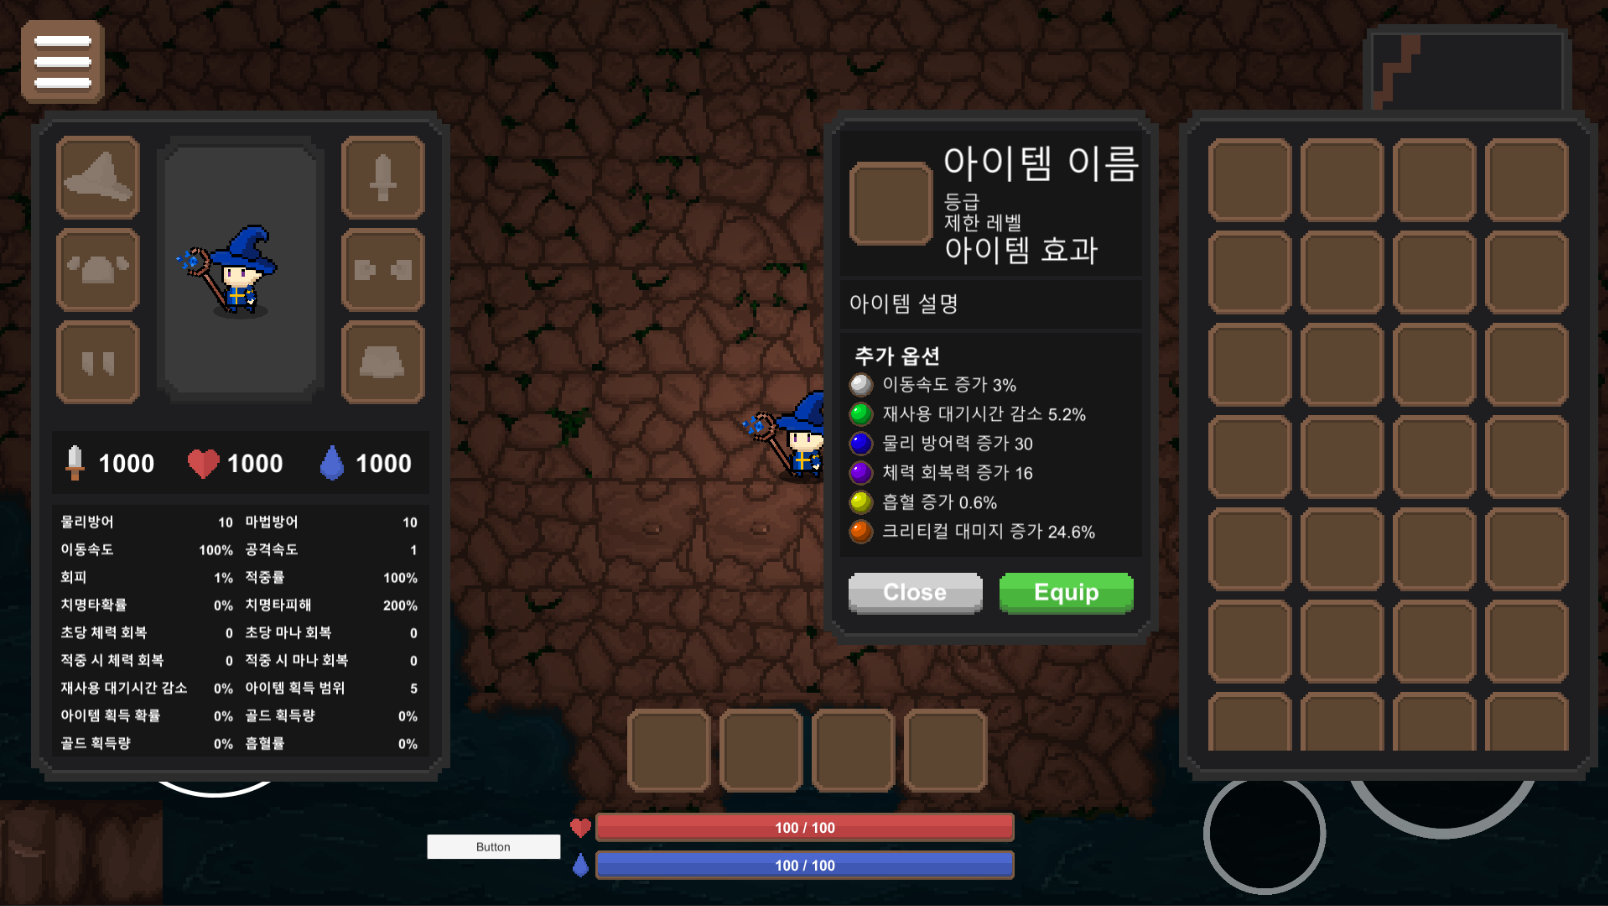 1000 1000 1000
물리방어 10 마법방어 10
이동속도 100% 공격속도 1
회피 1% 적중률 100%
치명타확률 0% 치명타피해 200%
초당 체력 회복 0 초당 마나 회복 0
적중 시 체력 회복 0 적중 시 마나 회복 0
재사용 대기시간 감소 0% 아이템 획득 범위 5
아이템 획득 확률 0% 골드 획득량 0%
골드 획득량 0% 흡혈률 0%
아이템 이름
등급
제한 레벨
아이템 효과
아이템 설명
추가 옵션
이동속도 증가 3%
재사용 대기시간 감소 5.2%
물리 방어력 증가 30
체력 회복력 증가 16
흡혈 증가 0.6%
크리티컬 대미지 증가 24.6%
Close Equip
100 / 100
Button
100 / 100